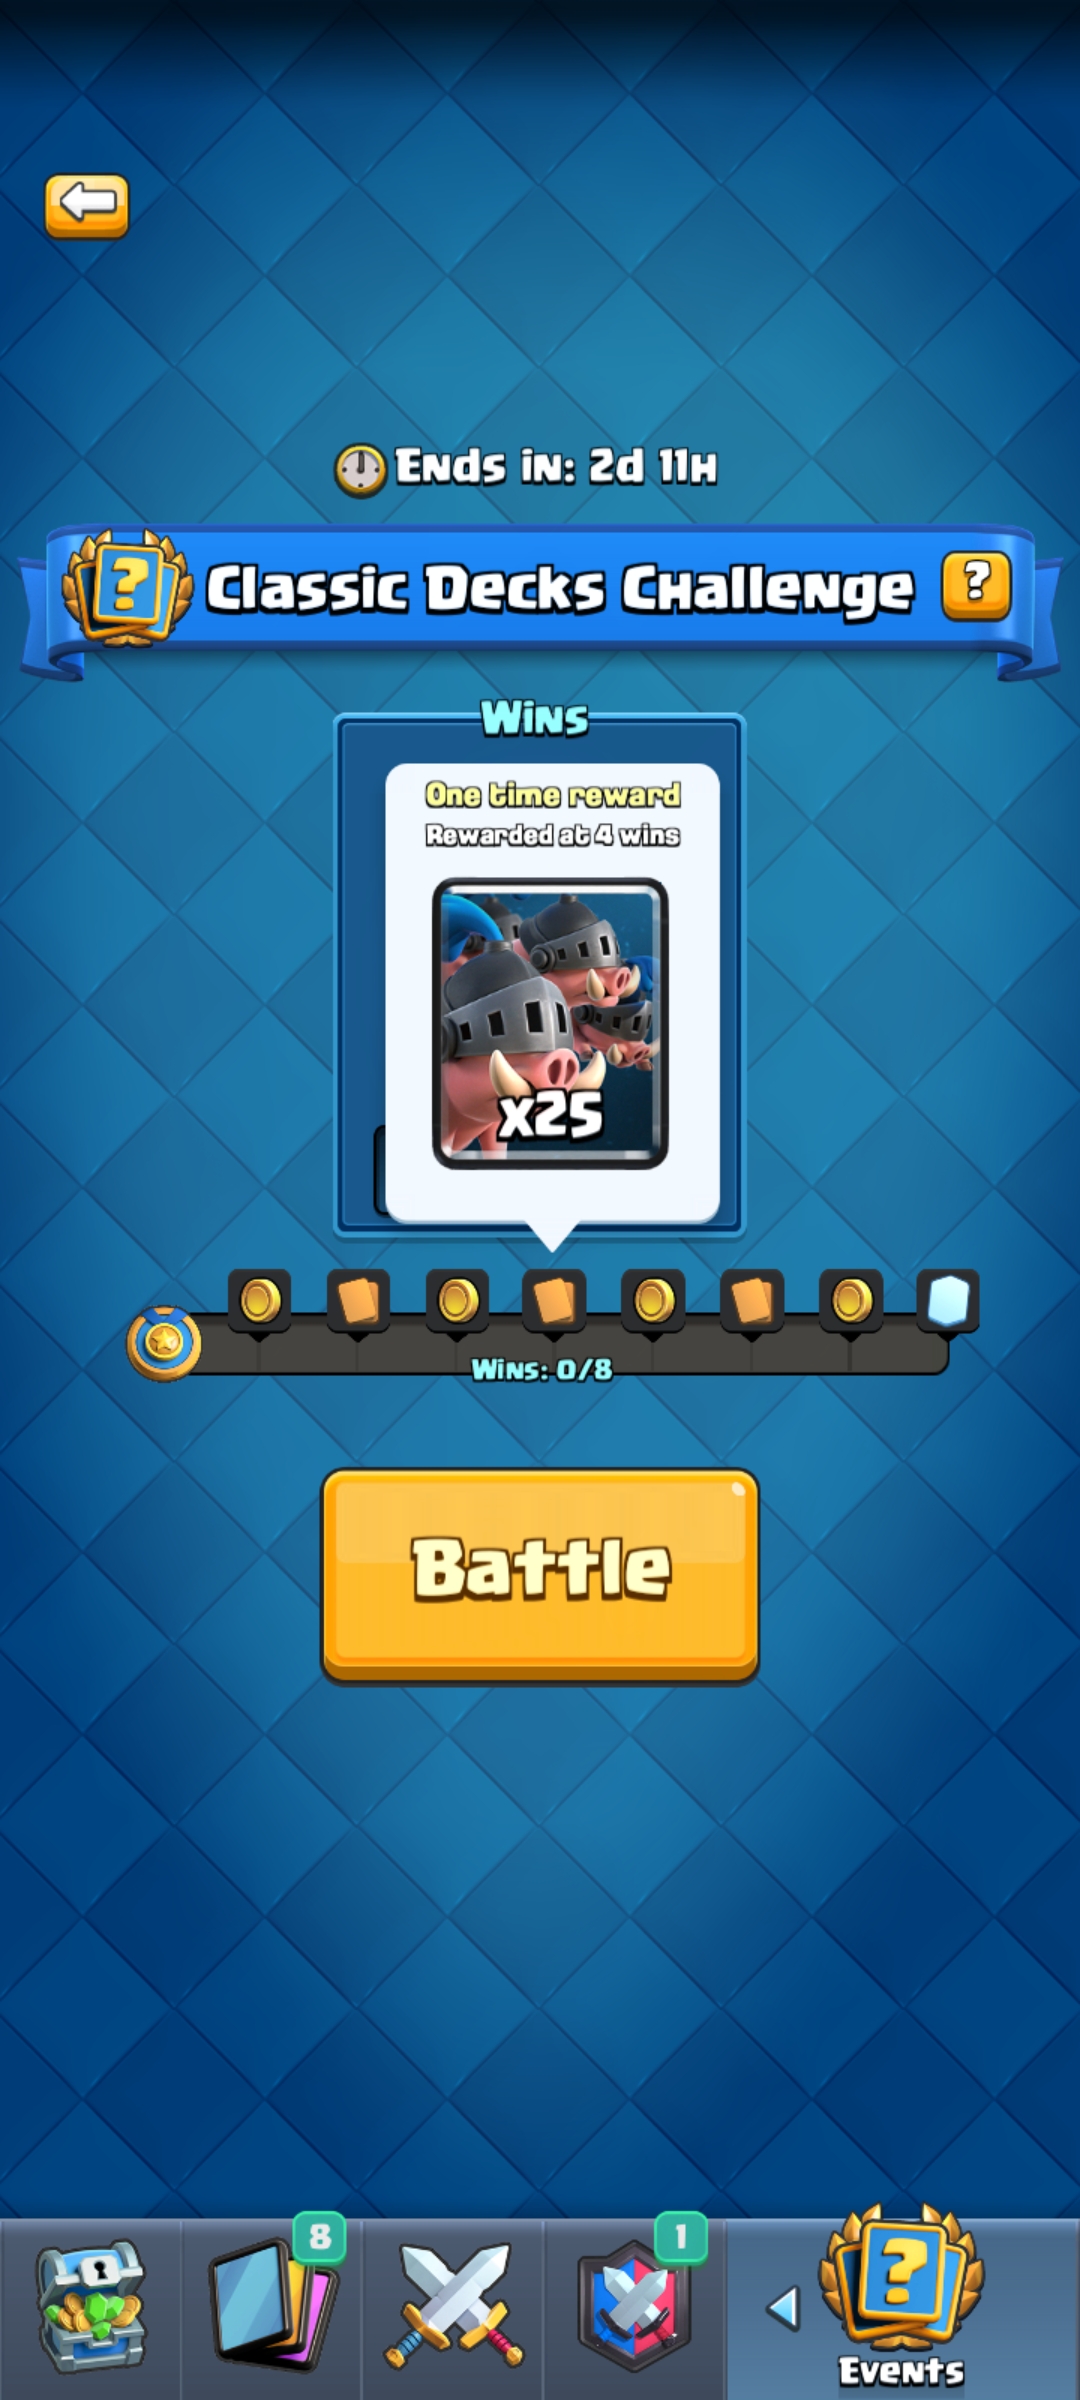 Ends in: 2d 11h
?
Classic Decks Challenge
?
Wins
One time reward
Rewarded at 4 wins
x25
Wins: 0/8
Battle
8
1
?
Events